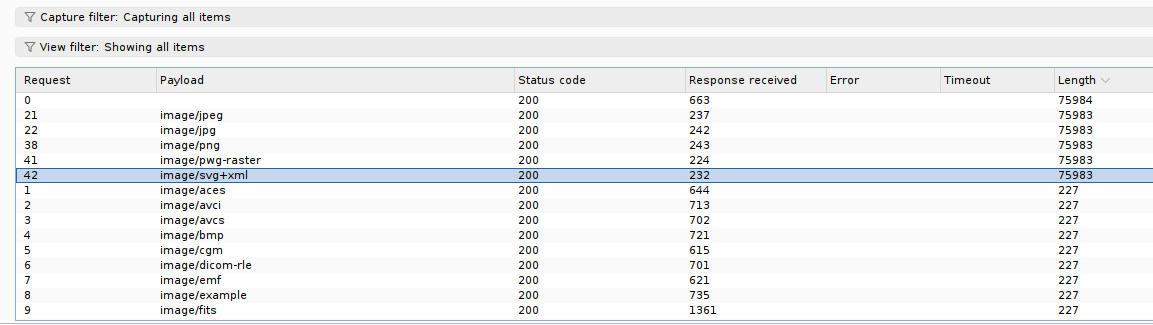 Capture filter: Capturing all items
View filter: Showing all items
Request Payload Status code Response received Error Timeout Length
0 200 663 75984
21 image/jpeg 200 237 75983
22 image/jpg 200 242 75983
38 image/png 200 243 75983
41 image/pwg-raster 200 224 75983
42 image/svg+xml 200 232 75983
1 image/aces 200 644 227
2 image/avci 200 713 227
3 image/avcs 200 702 227
4 image/bmp 200 721 227
5 image/cgm 200 615 227
6 image/dicom-rle 200 701 227
7 image/emf 200 621 227
8 image/example 200 735 227
9 image/fits 200 1361 227